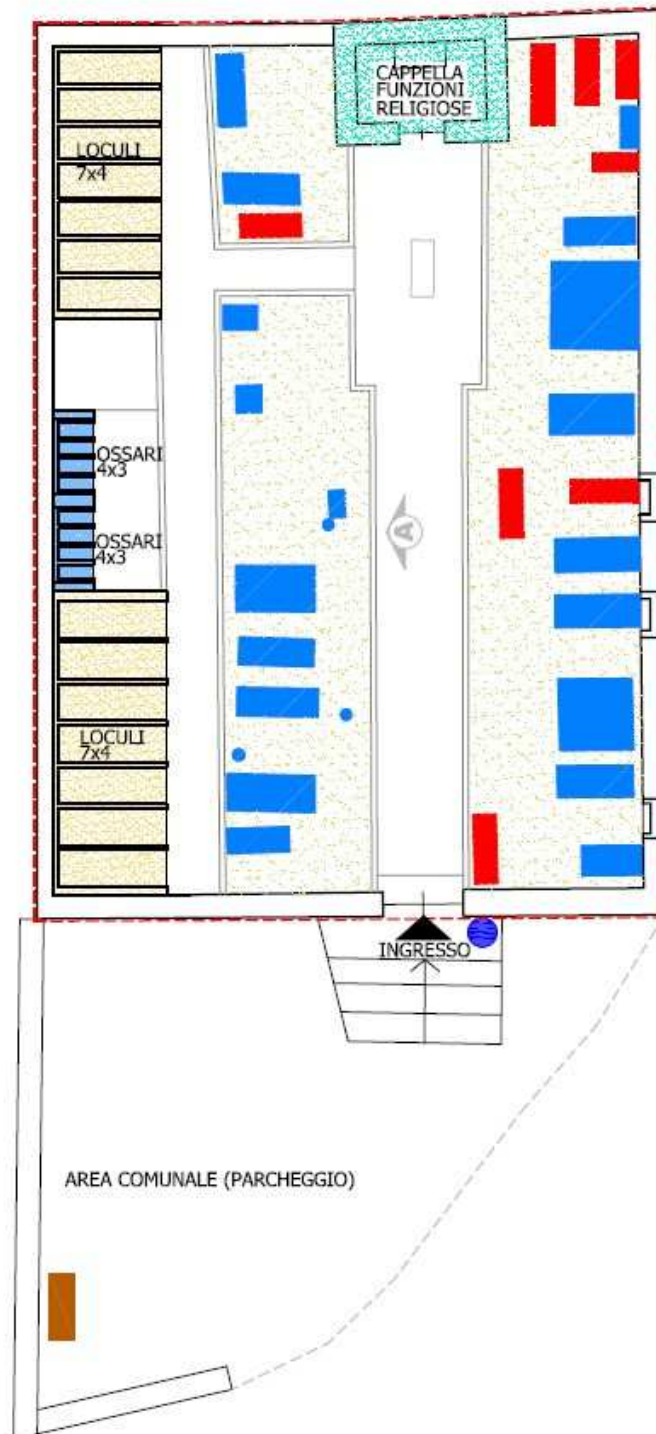 CAPPELLA
FUNZIONI
RELIGIOSE
LOCULI
7x4
OSSARI
4x3
A
OSSARI
4x3
LOCULI
7x4
INGRESSO
AREA COMUNALE (PARCHEGGIO)